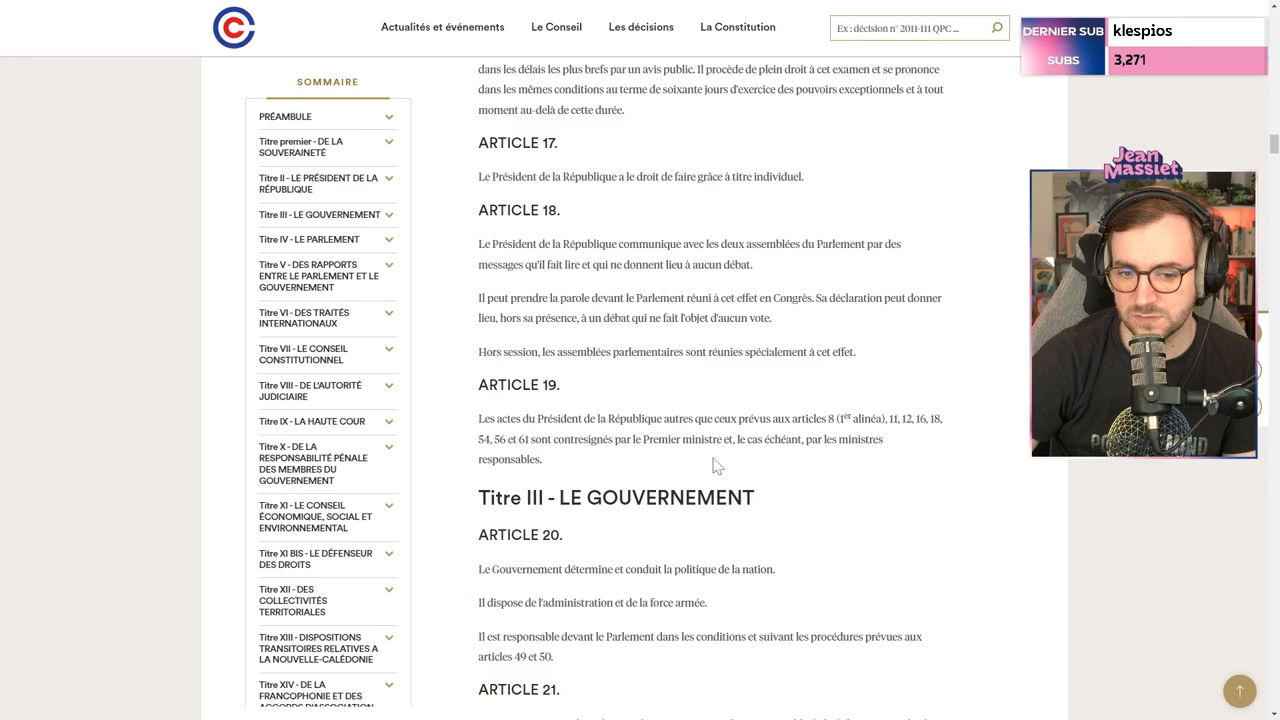 Actualités et événements
Le Conseil
Les décisions
La Constitution
Ex : décision n° 2011-111 QPC ...
DERNIER SUB
klespios
SUBS
3,271
Jean
Massiet
SOMMAIRE
PRÉAMBULE
Titre premier - DE LA
SOUVERAINETÉ
Titre II - LE PRÉSIDENT DE LA
RÉPUBLIQUE
Titre III - LE GOUVERNEMENT
Titre IV - LE PARLEMENT
Titre V - DES RAPPORTS
ENTRE LE PARLEMENT ET LE
GOUVERNEMENT
Titre VI - DES TRAITÉS
INTERNATIONAUX
Titre VII - LE CONSEIL
CONSTITUTIONNEL
Titre VIII - DE L'AUTORITÉ
JUDICIAIRE
Titre IX - LA HAUTE COUR
Titre X - DE LA
RESPONSABILITÉ PÉNALE
DES MEMBRES DU
GOUVERNEMENT
Titre XI - LE CONSEIL
ÉCONOMIQUE, SOCIAL ET
ENVIRONNEMENTAL
Titre XI BIS - LE DÉFENSEUR
DES DROITS
Titre XII - DES
COLLECTIVITÉS
TERRITORIALES
Titre XIII - DISPOSITIONS
TRANSITOIRES RELATIVES A
LA NOUVELLE-CALÉDONIE
Titre XIV - DE LA
FRANCOPHONIE ET DES
ACCORDS D'ASSOCIATION
dans les délais les plus brefs par un avis public. Il procède de plein droit à cet examen et se prononce
dans les mêmes conditions au terme de soixante jours d'exercice des pouvoirs exceptionnels et à tout
moment au-delà de cette durée.
ARTICLE 17.
Le Président de la République a le droit de faire grâce à titre individuel.
ARTICLE 18.
Le Président de la République communique avec les deux assemblées du Parlement par des
messages qu'il fait lire et qui ne donnent lieu à aucun débat.
Il peut prendre la parole devant le Parlement réuni à cet effet en Congrès. Sa déclaration peut donner
lieu, hors sa présence, à un débat qui ne fait l'objet d'aucun vote.
Hors session, les assemblées parlementaires sont réunies spécialement à cet effet.
ARTICLE 19.
Les actes du Président de la République autres que ceux prévus aux articles 8 (1er alinéa), 11, 12, 16, 18,
54, 56 et 61 sont contresignés par le Premier ministre et, le cas échéant, par les ministres
responsables.
Titre III - LE GOUVERNEMENT
ARTICLE 20.
Le Gouvernement détermine et conduit la politique de la nation.
Il dispose de l'administration et de la force armée.
Il est responsable devant le Parlement dans les conditions et suivant les procédures prévues aux
articles 49 et 50.
ARTICLE 21.